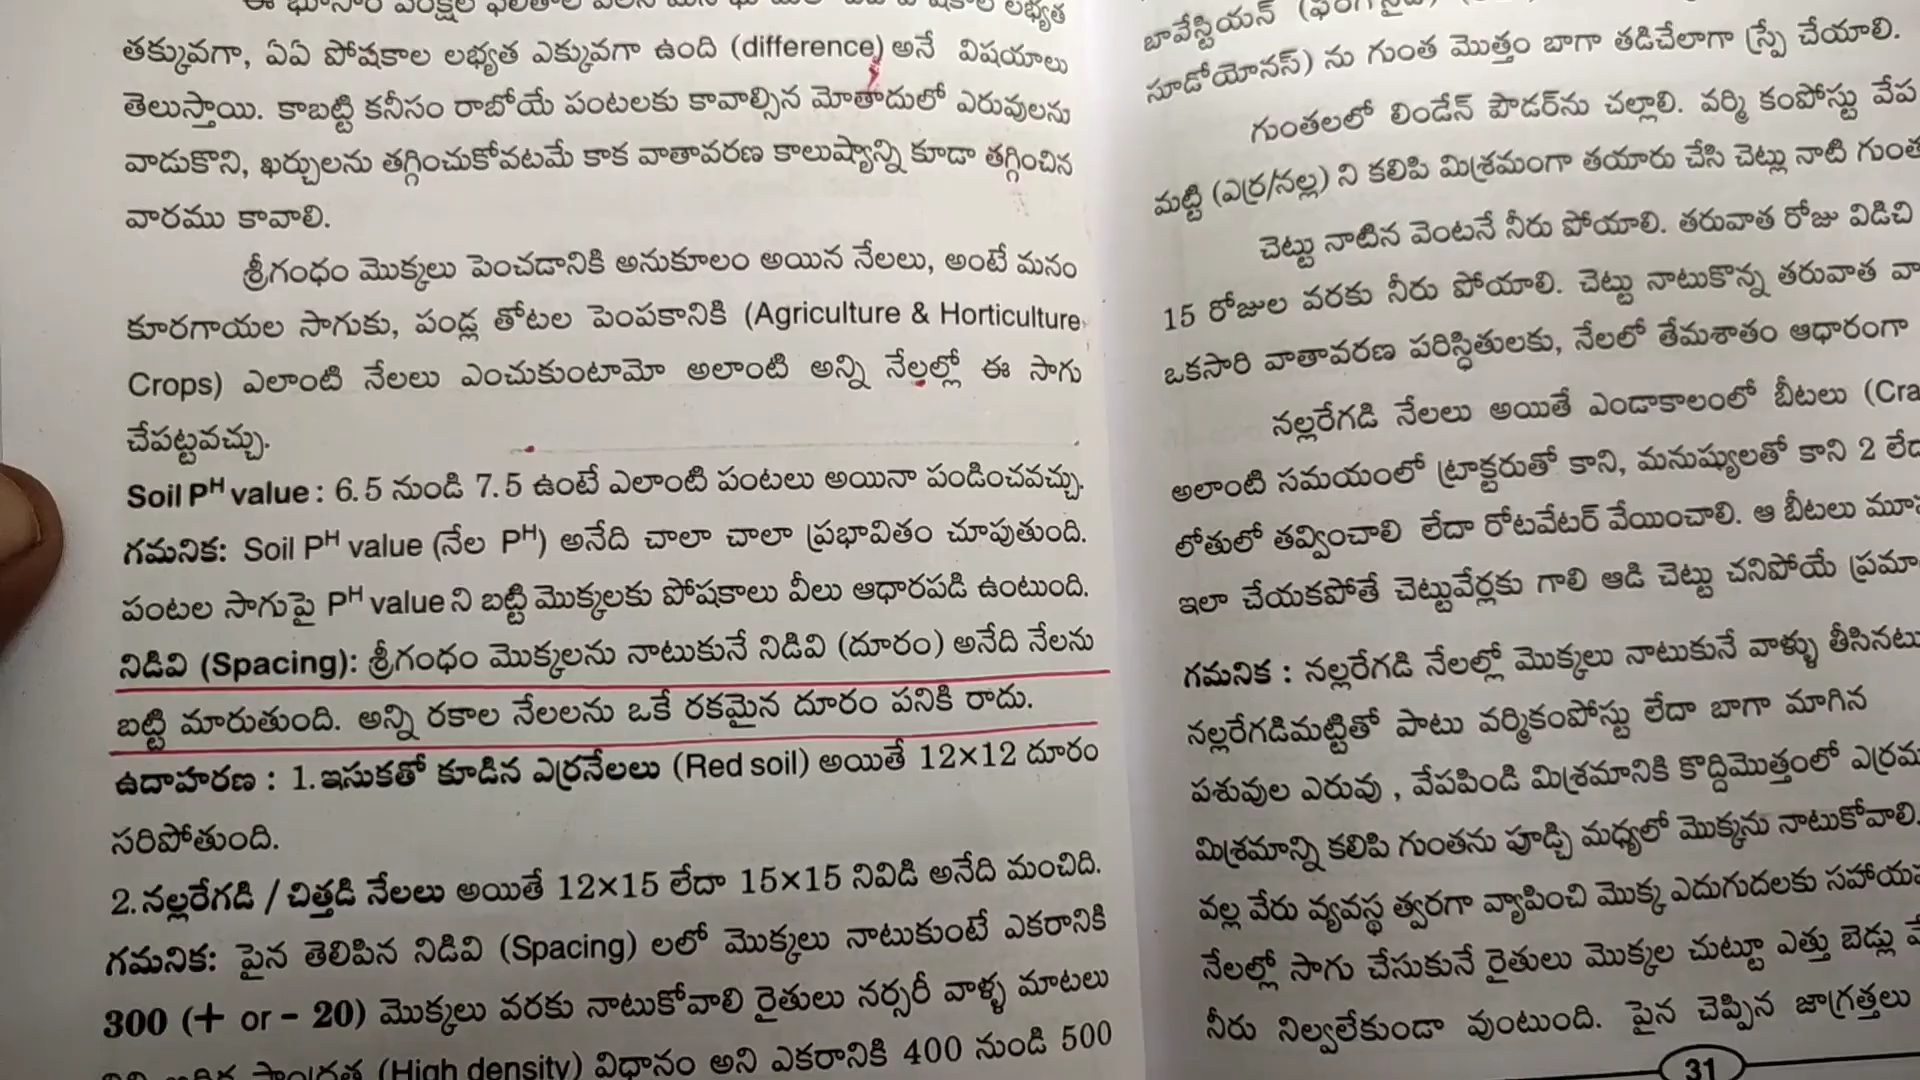 తక్కువగా, ఏఏ పోషకాల లభ్యత ఎక్కువగా ఉంది (difference) అనే విషయాలు
తెలుస్తాయి. కాబట్టి కనీసం రాబోయే పంటలకు కావాల్సిన మోతాదులో ఎరువులను
వాడుకొని, ఖర్చులను తగ్గించుకోవటమే కాక వాతావరణ కాలుష్యాన్ని కూడా తగ్గించిన
వారము కావాలి.
శ్రీగంధం మొక్కలు పెంచడానికి అనుకూలం అయిన నేలలు, అంటే మనం
కూరగాయల సాగుకు, పండ్ల తోటల పెంపకానికి (Agriculture & Horticulture
Crops) ఎలాంటి నేలలు ఎంచుకుంటామో అలాంటి అన్ని నేలల్లో ఈ సాగు
చేపట్టవచ్చు.
Soil Pᴴ value : 6.5 నుండి 7.5 ఉంటే ఎలాంటి పంటలు అయినా పండించవచ్చు.
గమనిక: Soil Pᴴ value (నేల Pᴴ) అనేది చాలా చాలా ప్రభావితం చూపుతుంది.
పంటల సాగుపై Pᴴ value ని బట్టి మొక్కలకు పోషకాలు వీలు ఆధారపడి ఉంటుంది.
నిడివి (Spacing): శ్రీగంధం మొక్కలను నాటుకునే నిడివి (దూరం) అనేది నేలను
బట్టి మారుతుంది. అన్ని రకాల నేలలను ఒకే రకమైన దూరం పనికి రాదు.
ఉదాహరణ : 1. ఇసుకతో కూడిన ఎర్రనేలలు (Red soil) అయితే 12×12 దూరం
సరిపోతుంది.
2. నల్లరేగడి / చిత్తడి నేలలు అయితే 12×15 లేదా 15×15 నివిడి అనేది మంచిది.
గమనిక: పైన తెలిపిన నిడివి (Spacing) లలో మొక్కలు నాటుకుంటే ఎకరానికి
300 (+ or - 20) మొక్కలు వరకు నాటుకోవాలి రైతులు నర్సరీ వాళ్ళ మాటలు
(High density) విధానం అని ఎకరానికి 400 నుండి 500
బావేస్టియన్
సూడోయోనస్) ను గుంత మొత్తం బాగా తడిచేలాగా స్ప్రే చేయాలి.
గుంతలలో లిండేన్ పౌడర్‌ను చల్లాలి. వర్మి కంపోస్టు వేప
మట్టి (ఎర్ర/నల్ల) ని కలిపి మిశ్రమంగా తయారు చేసి చెట్లు నాటి గుంత
చెట్టు నాటిన వెంటనే నీరు పోయాలి. తరువాత రోజు విడిచి
15 రోజుల వరకు నీరు పోయాలి. చెట్టు నాటుకొన్న తరువాత
ఒకసారి వాతావరణ పరిస్థితులకు, నేలలో తేమశాతం ఆధారంగా
నల్లరేగడి నేలలు అయితే ఎండాకాలంలో బీటలు
అలాంటి సమయంలో ట్రాక్టరుతో కాని, మనుష్యులతో కాని 2
లోతులో తవ్వించాలి లేదా రోటవేటర్ వేయించాలి. ఆ బీటలు
ఇలా చేయకపోతే చెట్టువేర్లకు గాలి ఆడి చెట్టు చనిపోయే
గమనిక : నల్లరేగడి నేలల్లో మొక్కలు నాటుకునే వాళ్ళు
నల్లరేగడిమట్టితో పాటు వర్మికంపోస్టు లేదా బాగా మాగిన
పశువుల ఎరువు , వేపపిండి మిశ్రమానికి కొద్దిమొత్తంలో
మిశ్రమాన్ని కలిపి గుంతను పూడ్చి మధ్యలో మొక్కను నాటుకోవాలి.
వల్ల వేరు వ్యవస్థ త్వరగా వ్యాపించి మొక్క ఎదుగుదలకు
నేలల్లో సాగు చేసుకునే రైతులు మొక్కల చుట్టూ ఎత్తు బెడ్లు
నీరు నిల్వలేకుండా వుంటుంది. పైన చెప్పిన జాగ్రత్తలు
31